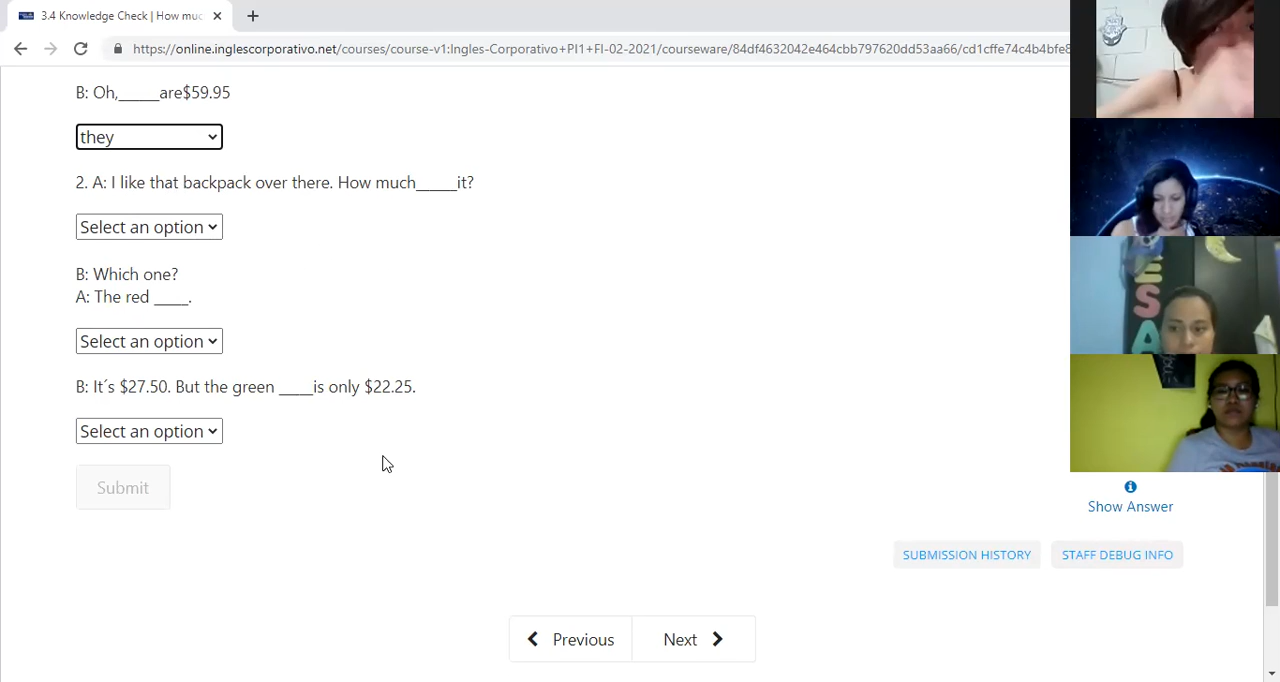 3.4 Knowledge Check | How muc
https://online.inglescorporativo.net/courses/course-v1:Ingles-Corporativo+PI1+FI-02-2021/courseware/84df4632042e464cbb797620dd53aa66/cd1cffe74c4b4bfe8
B: Oh,_____are$59.95
they
2. A: I like that backpack over there. How much_____it?
Select an option
B: Which one?
A: The red ____.
Select an option
B: It´s $27.50. But the green ____is only $22.25.
Select an option
Submit
Show Answer
SUBMISSION HISTORY
STAFF DEBUG INFO
Previous
Next
E
S
A